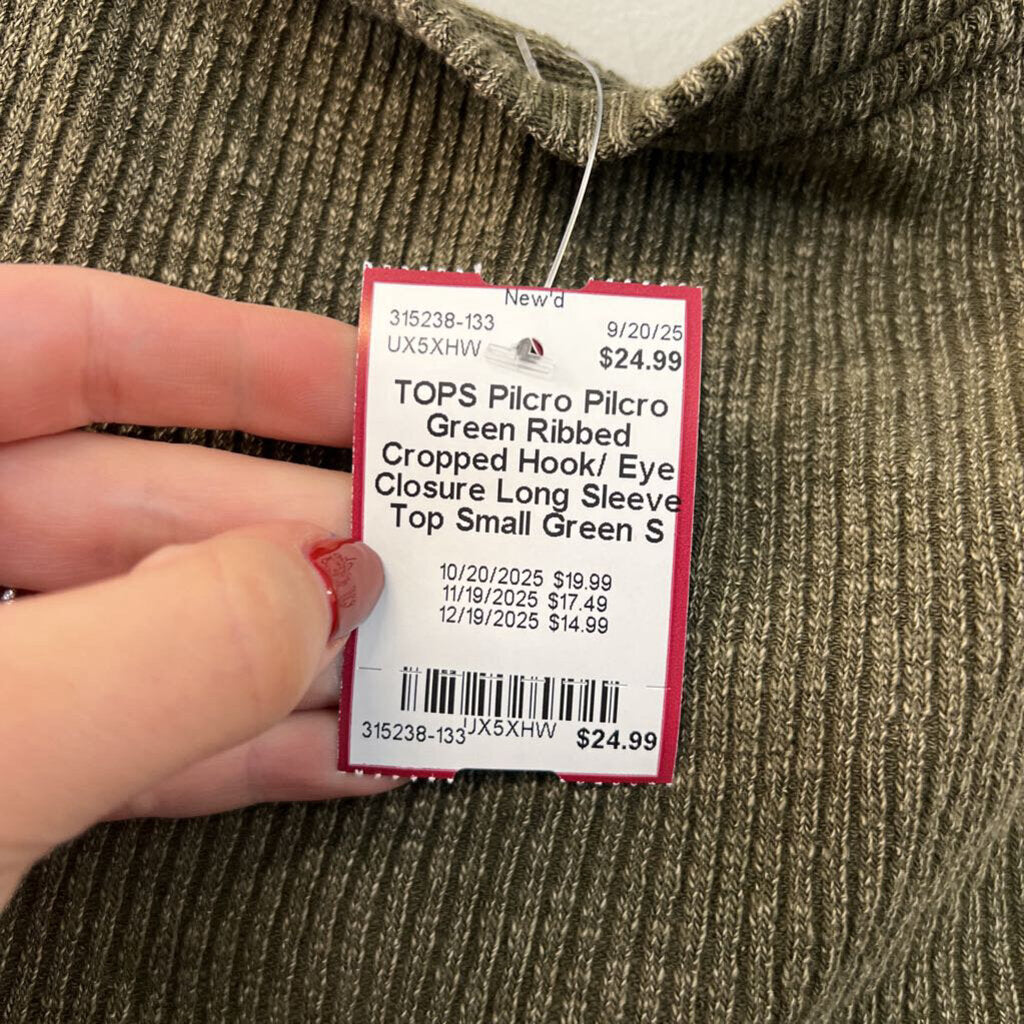 New'd
315238-133 9/20/25
UX5XHW $24.99
TOPS Pilcro Pilcro
Green Ribbed
Cropped Hook/ Eye
Closure Long Sleeve
Top Small Green S
10/20/2025 $19.99
11/19/2025 $17.49
12/19/2025 $14.99
315238-133 UX5XHW $24.99